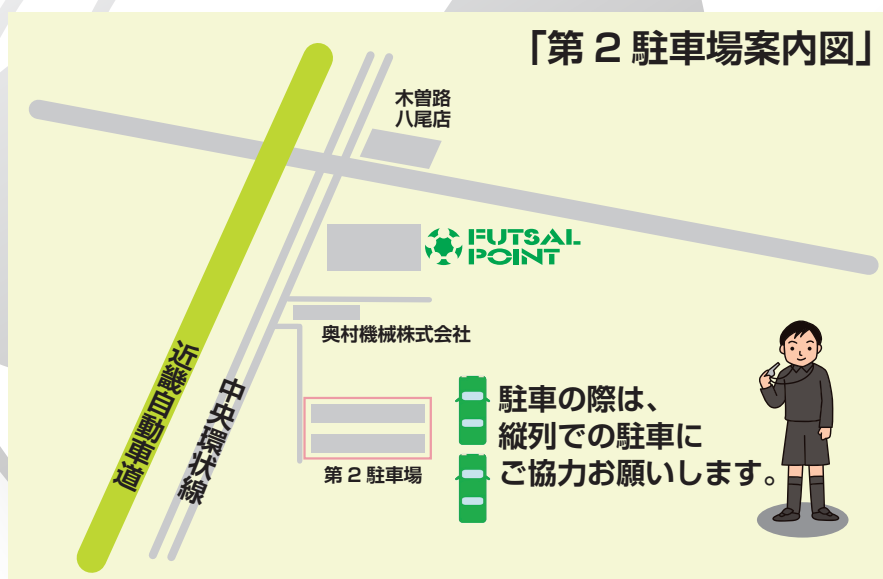 「第２駐車場案内図」
木曽路
八尾店
FUTSAL
POINT
奥村機械株式会社
近畿自動車道
中央環状線
第２駐車場
駐車の際は、
縦列での駐車に
ご協力お願いします。